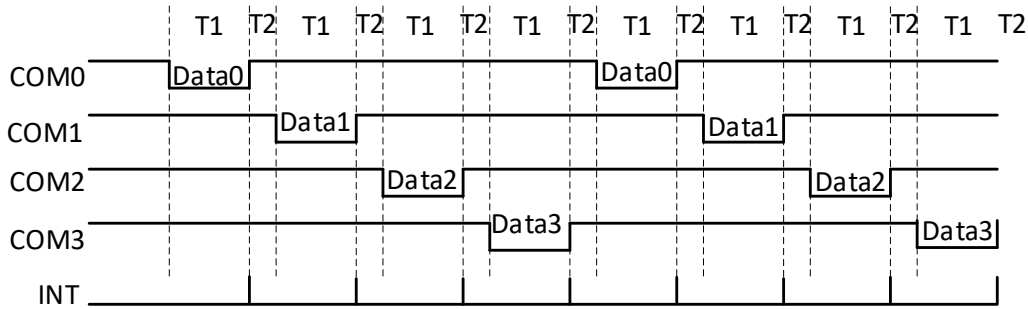 T1 T2 T1 T2 T1 T2 T1 T2 T1 T2 T1 T2 T1 T2 T1 T2
COM0 Data0 Data0
COM1 Data1 Data1
COM2 Data2 Data2
COM3 Data3 Data3
INT